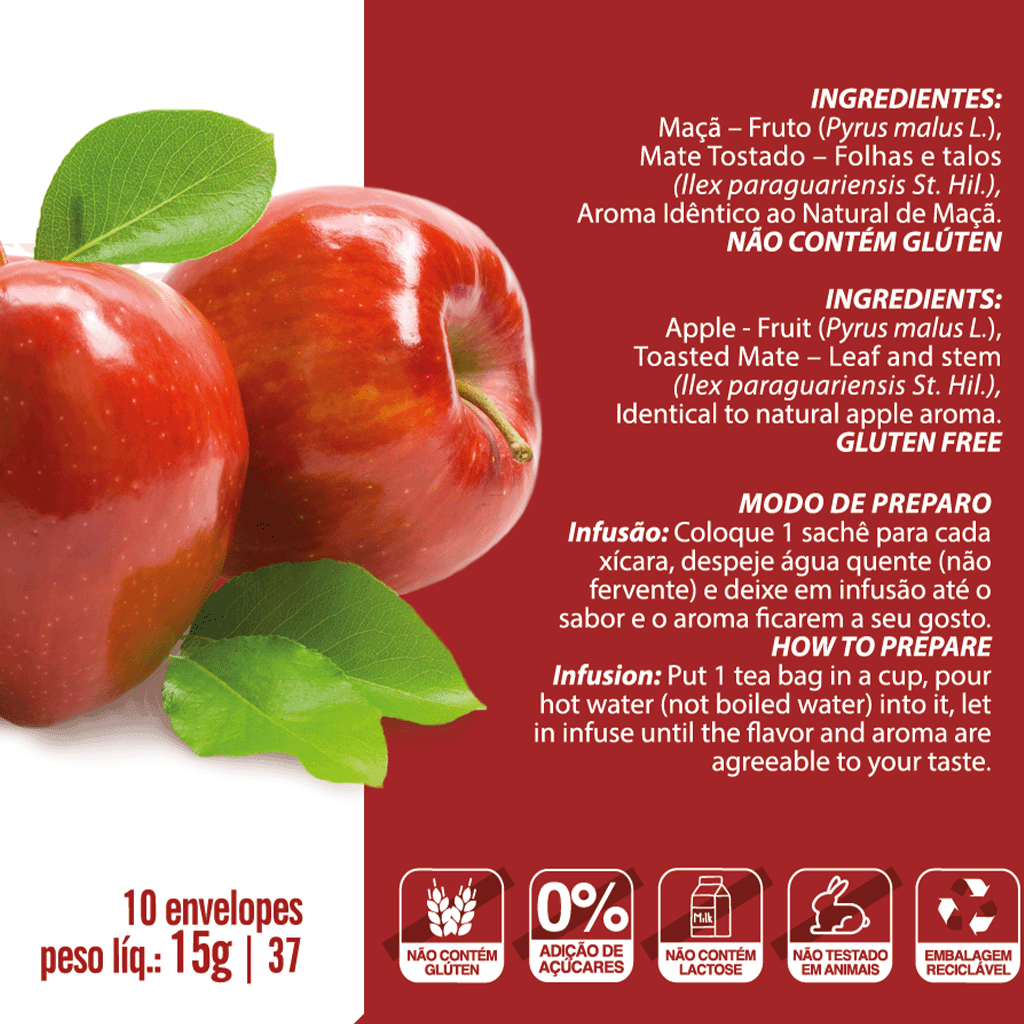 INGREDIENTES:
Maçã – Fruto (Pyrus malus L.),
Mate Tostado – Folhas e talos
(Ilex paraguariensis St. Hil.),
Aroma Idêntico ao Natural de Maçã.
NÃO CONTÉM GLÚTEN
INGREDIENTS:
Apple - Fruit (Pyrus malus L.),
Toasted Mate – Leaf and stem
(Ilex paraguariensis St. Hil.),
Identical to natural apple aroma.
GLUTEN FREE
MODO DE PREPARO
Infusão: Coloque 1 sachê para cada
xícara, despeje água quente (não
fervente) e deixe em infusão até o
sabor e o aroma ficarem a seu gosto.
HOW TO PREPARE
Infusion: Put 1 tea bag in a cup, pour
hot water (not boiled water) into it, let
in infuse until the flavor and aroma are
agreeable to your taste.
10 envelopes
peso líq.: 15g | 37
NÃO CONTÉM
GLÚTEN
0%
ADIÇÃO DE
AÇÚCARES
Milk
NÃO CONTÉM
LACTOSE
NÃO TESTADO
EM ANIMAIS
EMBALAGEM
RECICLÁVEL